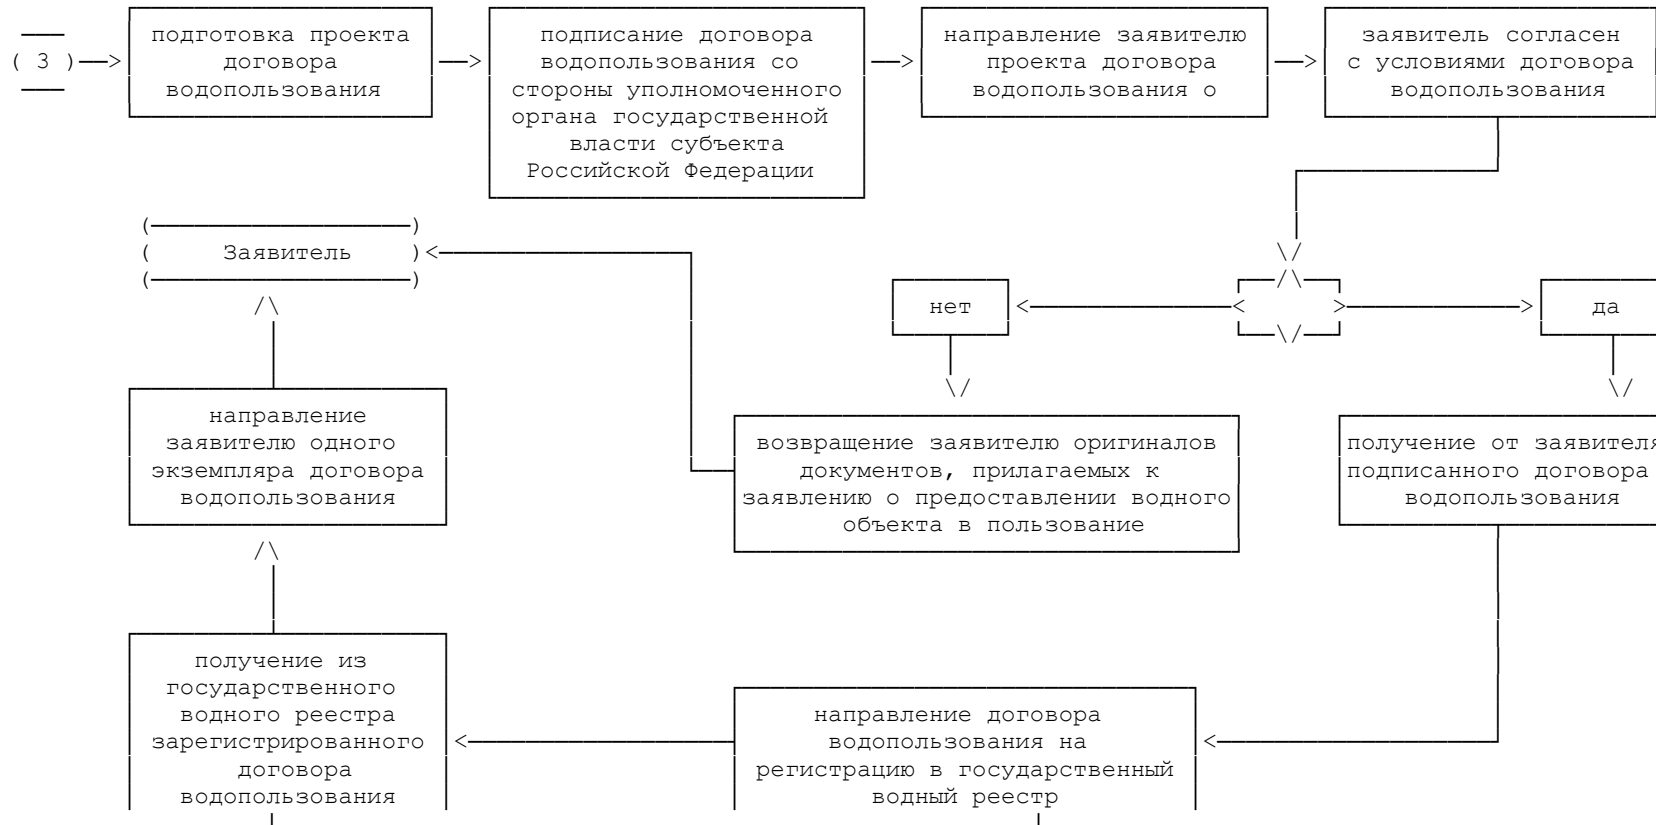 ( 3 )
подготовка проекта
договора
водопользования
подписание договора
водопользования со
стороны уполномоченного
органа государственной
власти субъекта
Российской Федерации
направление заявителю
проекта договора
водопользования о
заявитель согласен
с условиями договора
водопользования
Заявитель
нет
да
направление
заявителю одного
экземпляра договора
водопользования
возвращение заявителю оригиналов
документов, прилагаемых к
заявлению о предоставлении водного
объекта в пользование
получение от заявителя
подписанного договора
водопользования
получение из
государственного
водного реестра
зарегистрированного
договора
водопользования
направление договора
водопользования на
регистрацию в государственный
водный реестр